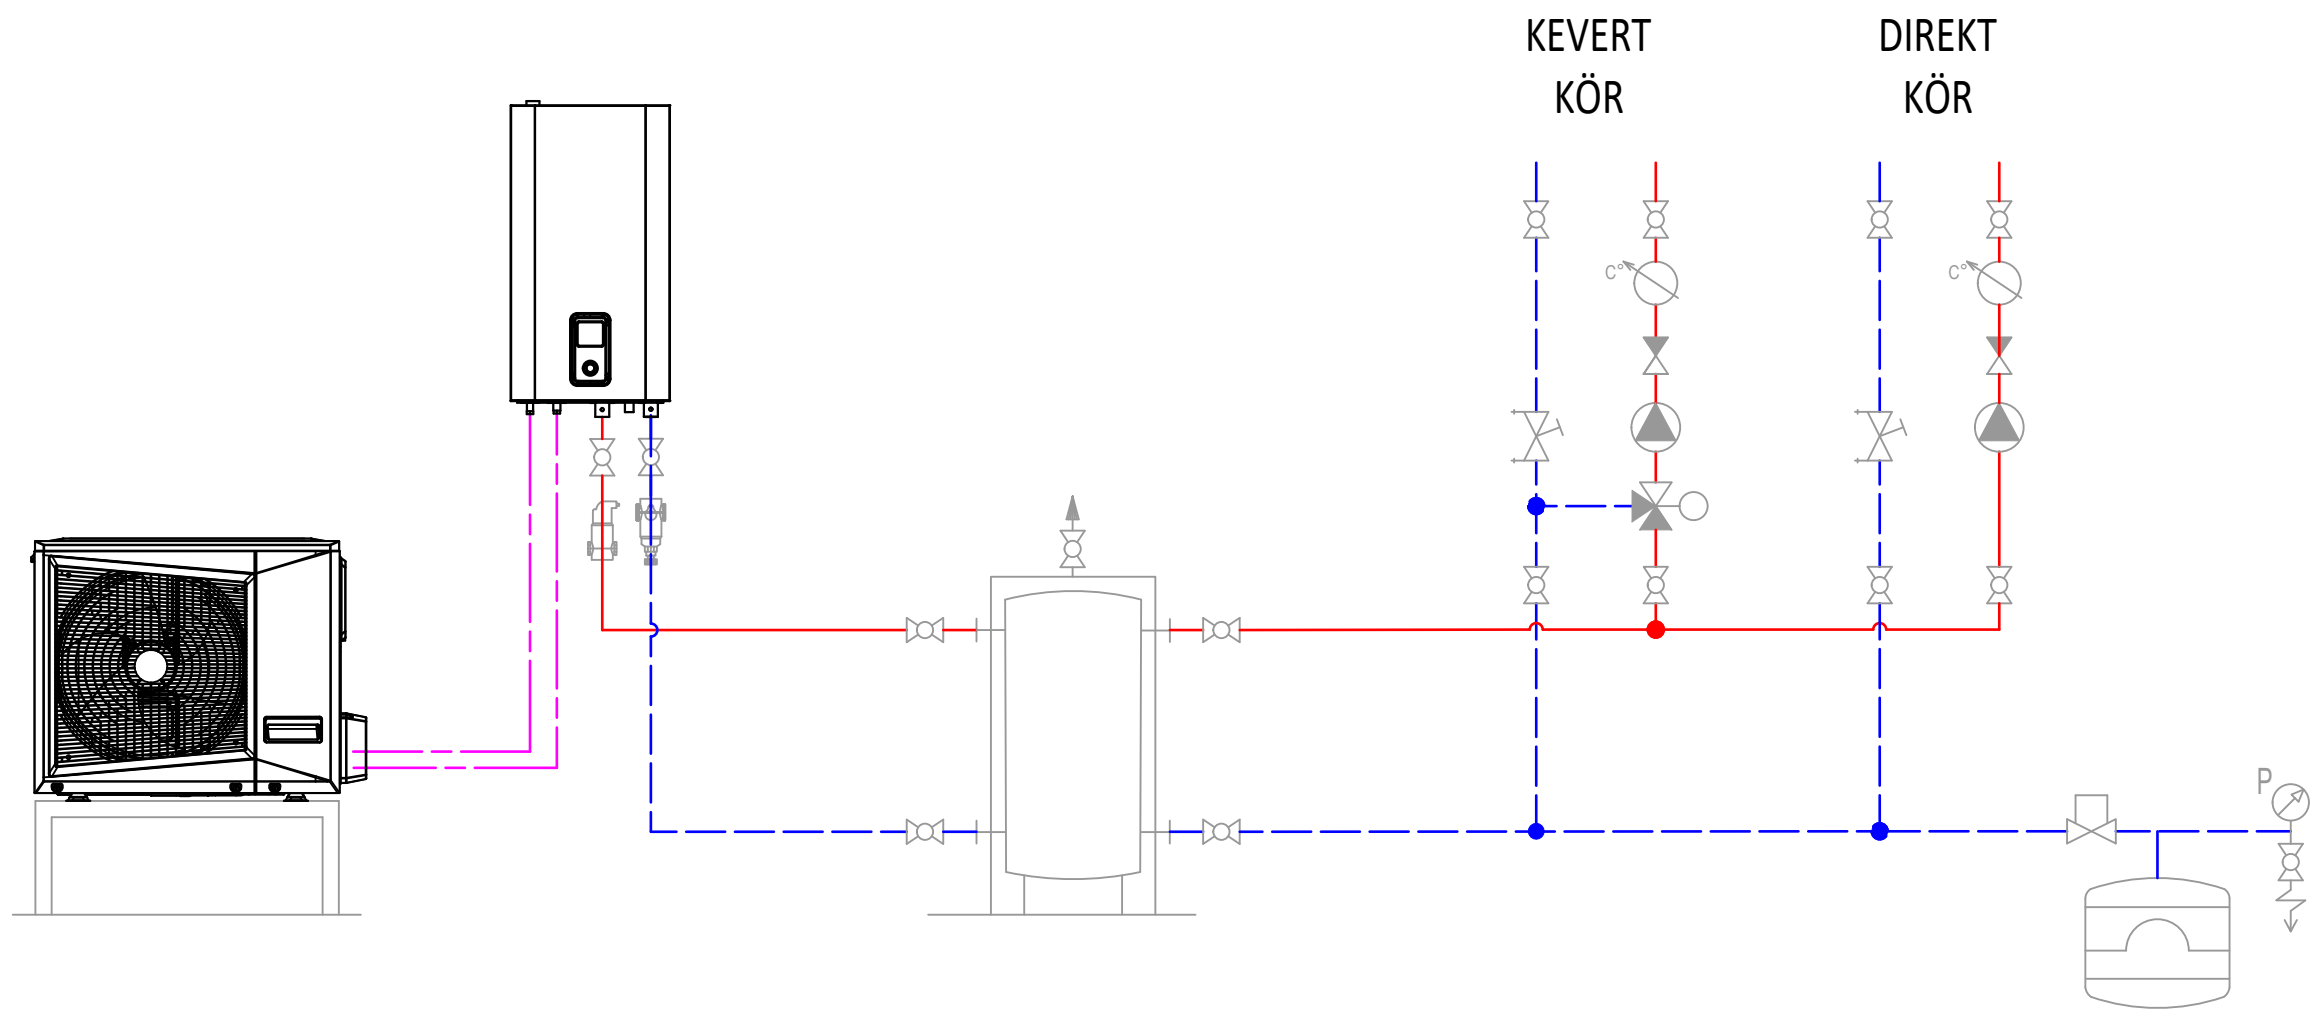 KEVERT
KÖR
DIREKT
KÖR
C°
C°
P